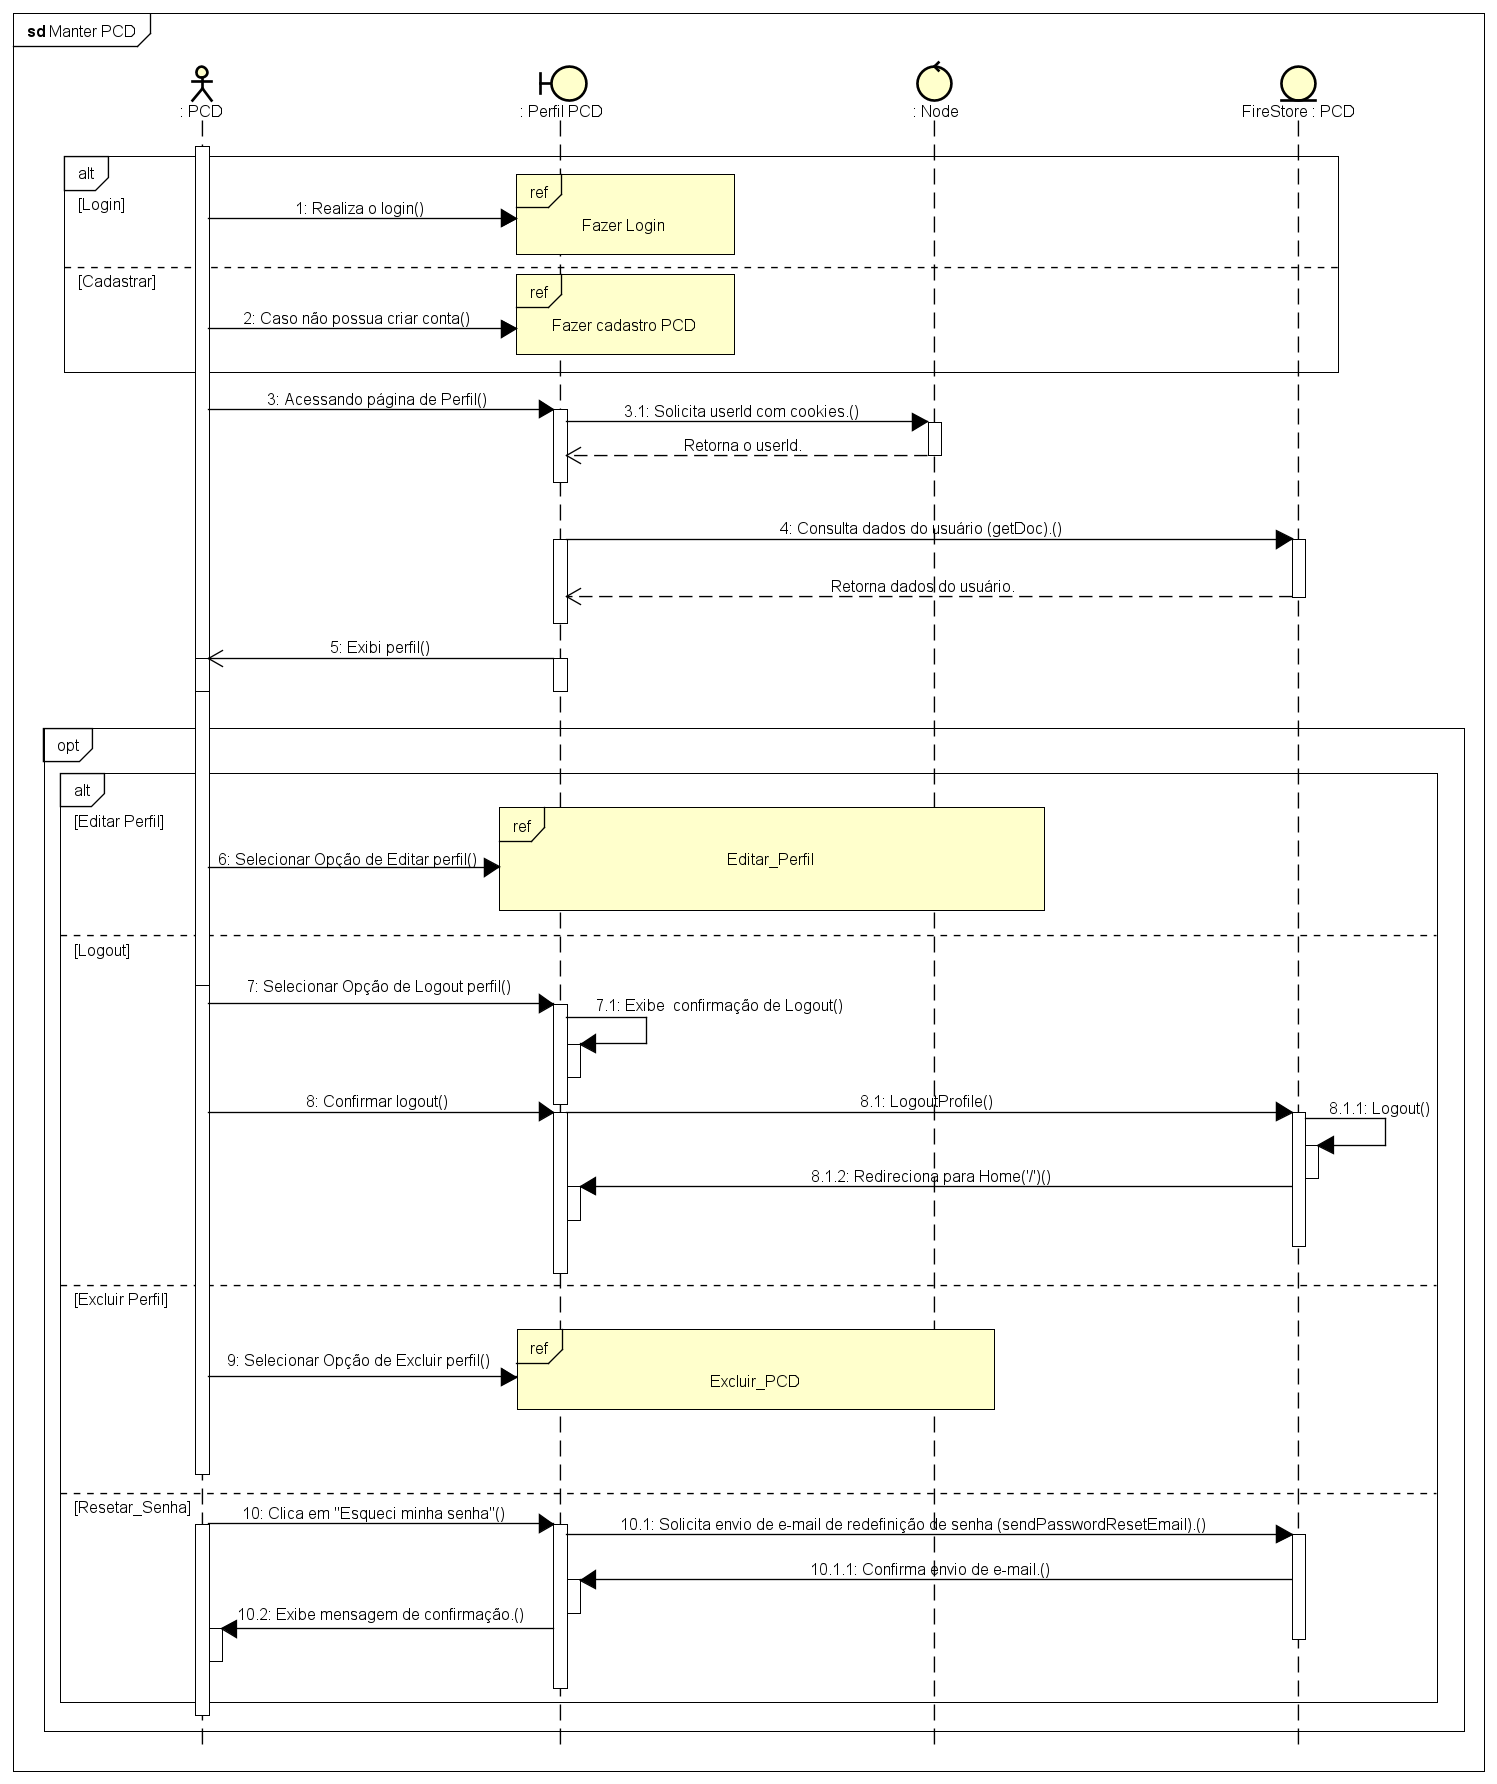 sd Manter PCD
: PCD
: Perfil PCD
: Node
FireStore : PCD
alt
[Login]
1: Realiza o login()
ref
Fazer Login
[Cadastrar]
2: Caso não possua criar conta()
ref
Fazer cadastro PCD
3: Acessando página de Perfil()
3.1: Solicita userId com cookies.()
Retorna o userId.
4: Consulta dados do usuário (getDoc).()
Retorna dados do usuário.
5: Exibi perfil()
opt
alt
[Editar Perfil]
6: Selecionar Opção de Editar perfil()
ref
Editar_Perfil
[Logout]
7: Selecionar Opção de Logout perfil()
7.1: Exibe  confirmação de Logout()
8: Confirmar logout()
8.1: LogoutProfile()
8.1.1: Logout()
8.1.2: Redireciona para Home('/')()
[Excluir Perfil]
9: Selecionar Opção de Excluir perfil()
ref
Excluir_PCD
[Resetar_Senha]
10: Clica em "Esqueci minha senha"()
10.1: Solicita envio de e-mail de redefinição de senha (sendPasswordResetEmail).()
10.1.1: Confirma envio de e-mail.()
10.2: Exibe mensagem de confirmação.()